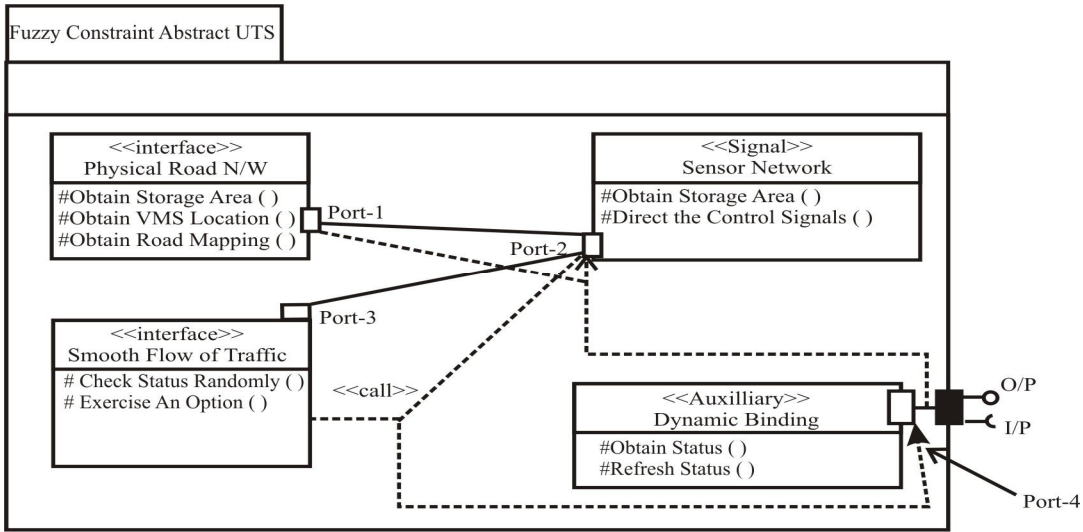 Fuzzy Constraint Abstract UTS
<<interface>>
Physical Road N/W
#Obtain Storage Area ( )
#Obtain VMS Location ( )
#Obtain Road Mapping ( )
Port-1
<<Signal>>
Sensor Network
#Obtain Storage Area ( )
#Direct the Control Signals ( )
Port-2
Port-3
<<interface>>
Smooth Flow of Traffic
# Check Status Randomly ( )
# Exercise An Option ( )
<<call>>
<<Auxilliary>>
Dynamic Binding
#Obtain Status ( )
#Refresh Status ( )
O/P
I/P
Port-4